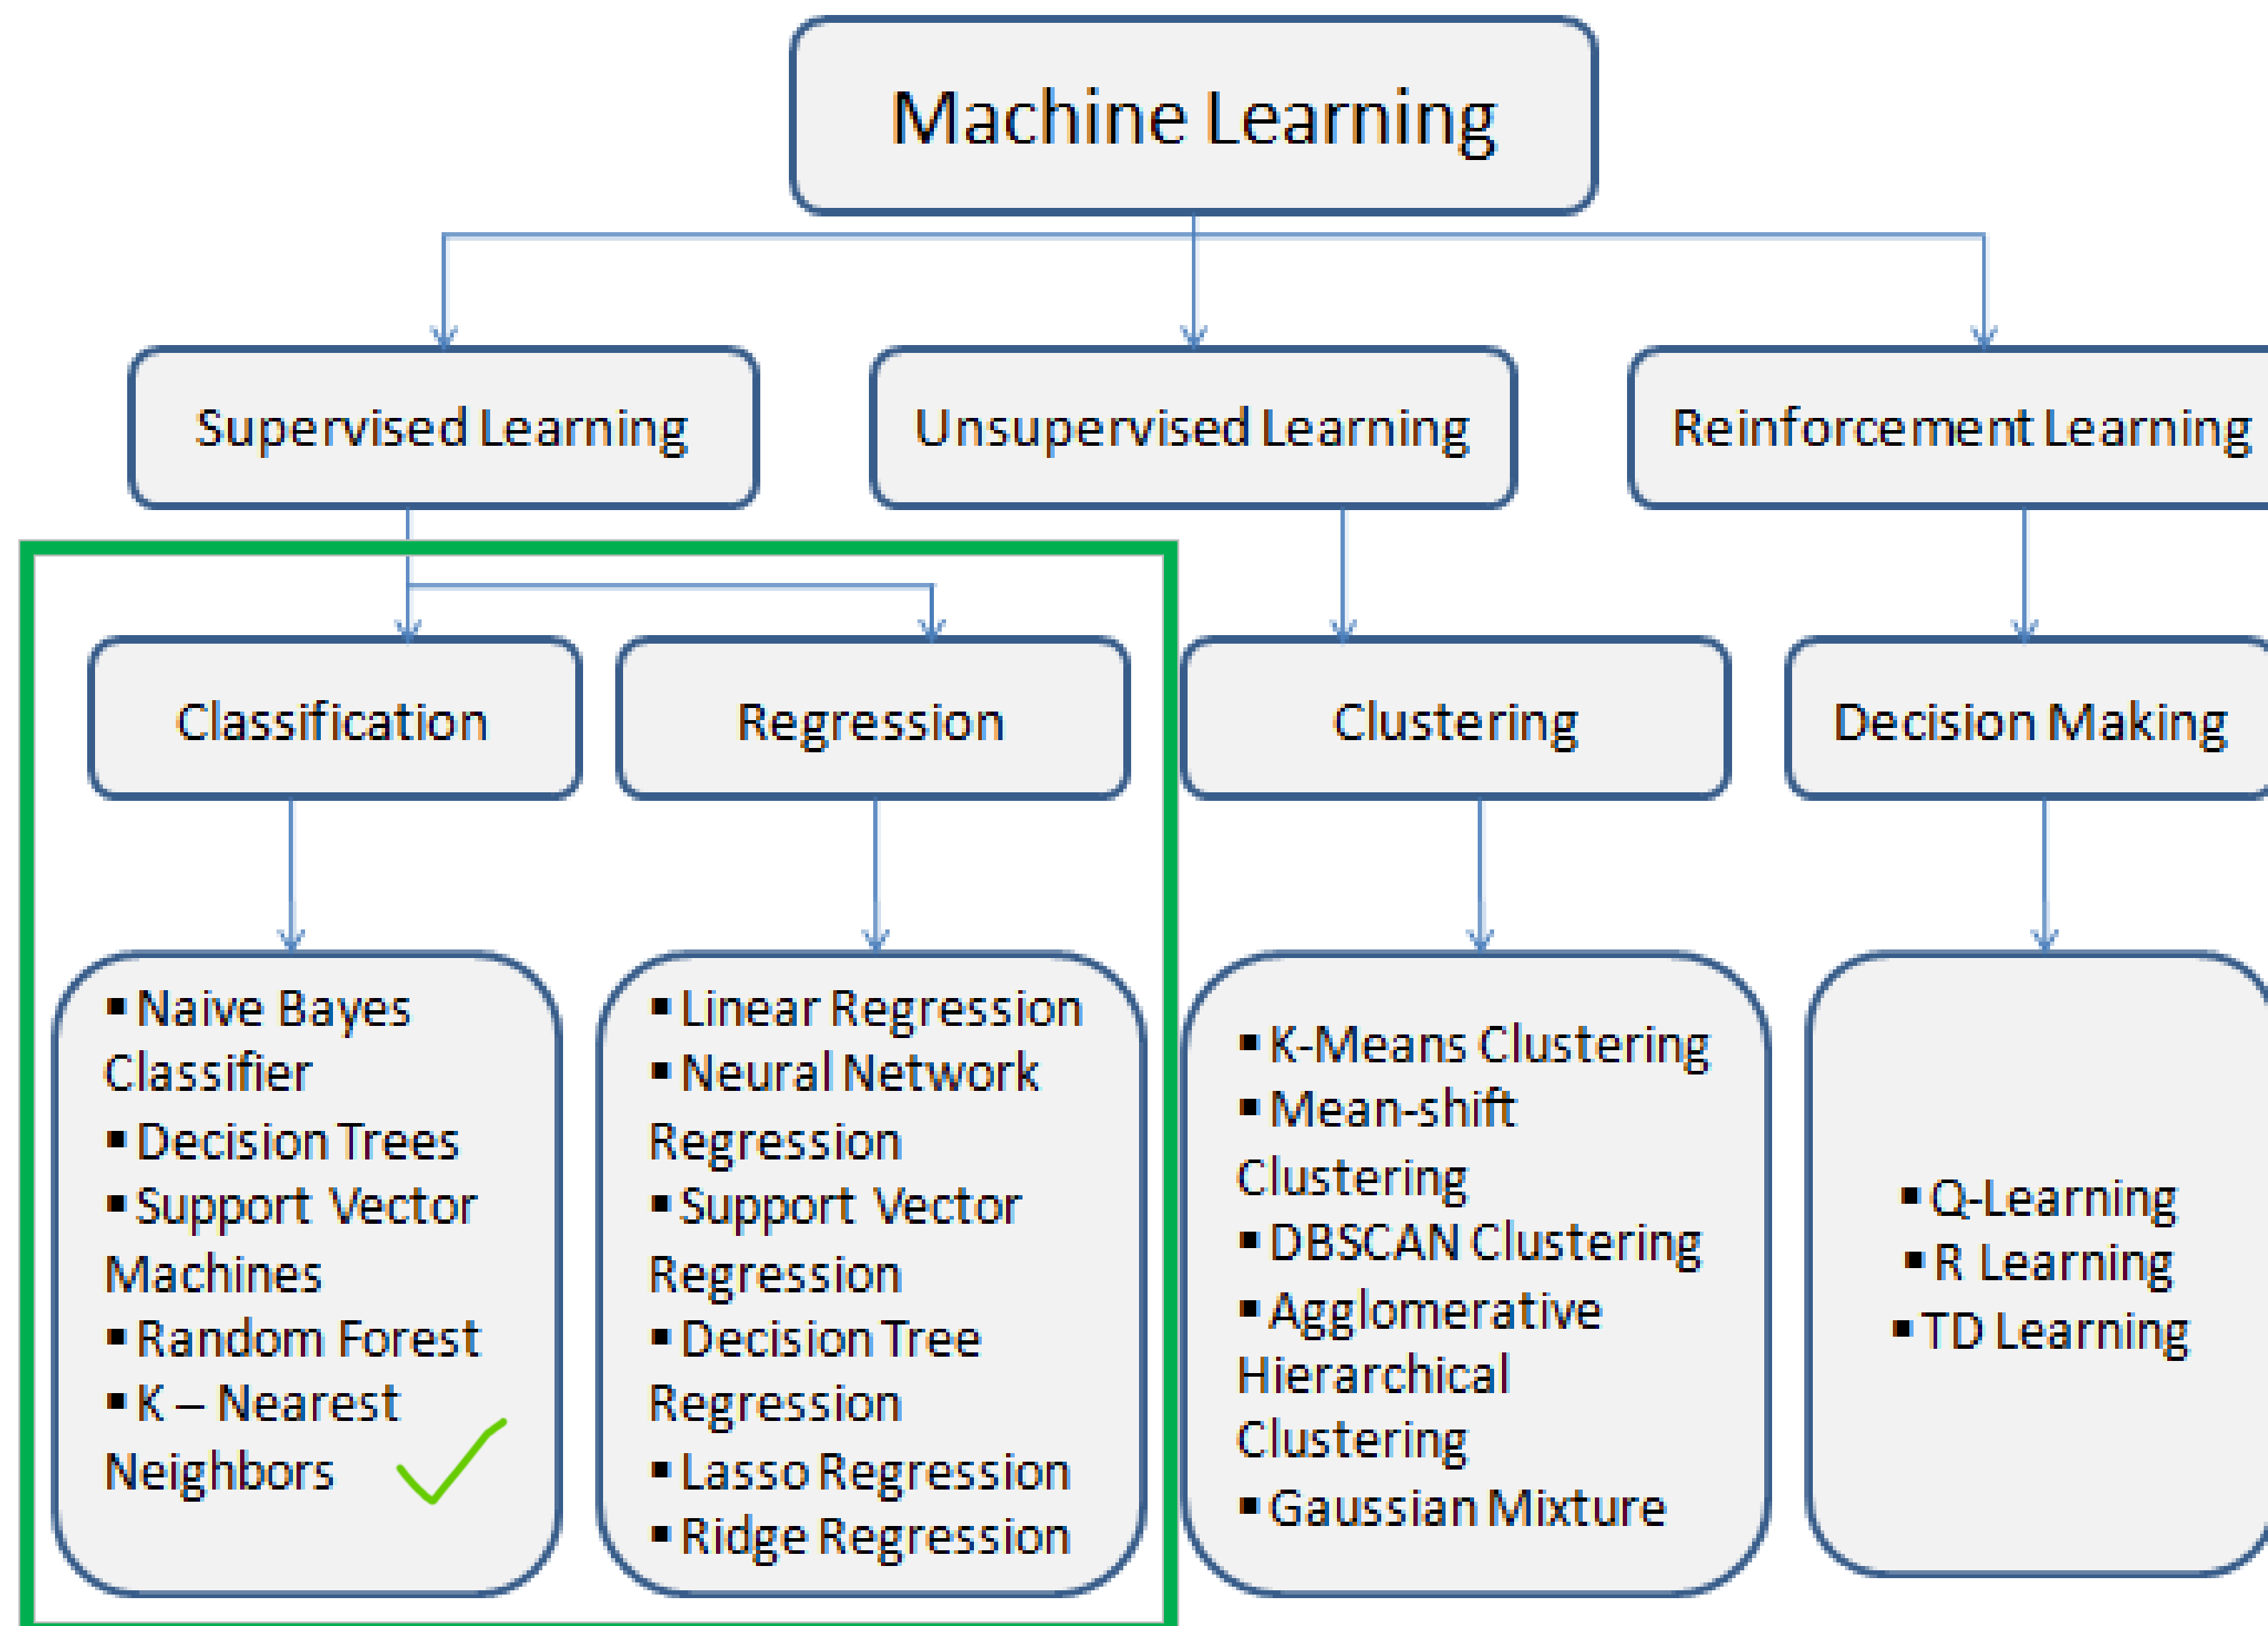 Machine Learning
Supervised Learning
Unsupervised Learning
Reinforcement Learning
Classification
Regression
Clustering
Decision Making
▪ Naive Bayes
Classifier
▪ Decision Trees
▪ Support Vector
Machines
▪ Random Forest
▪ K – Nearest
Neighbors
▪ Linear Regression
▪ Neural Network
Regression
▪ Support Vector
Regression
▪ Decision Tree
Regression
▪ Lasso Regression
▪ Ridge Regression
▪ K-Means Clustering
▪ Mean-shift
Clustering
▪ DBSCAN Clustering
▪ Agglomerative
Hierarchical
Clustering
▪ Gaussian Mixture
▪ Q-Learning
▪ R Learning
▪ TD Learning